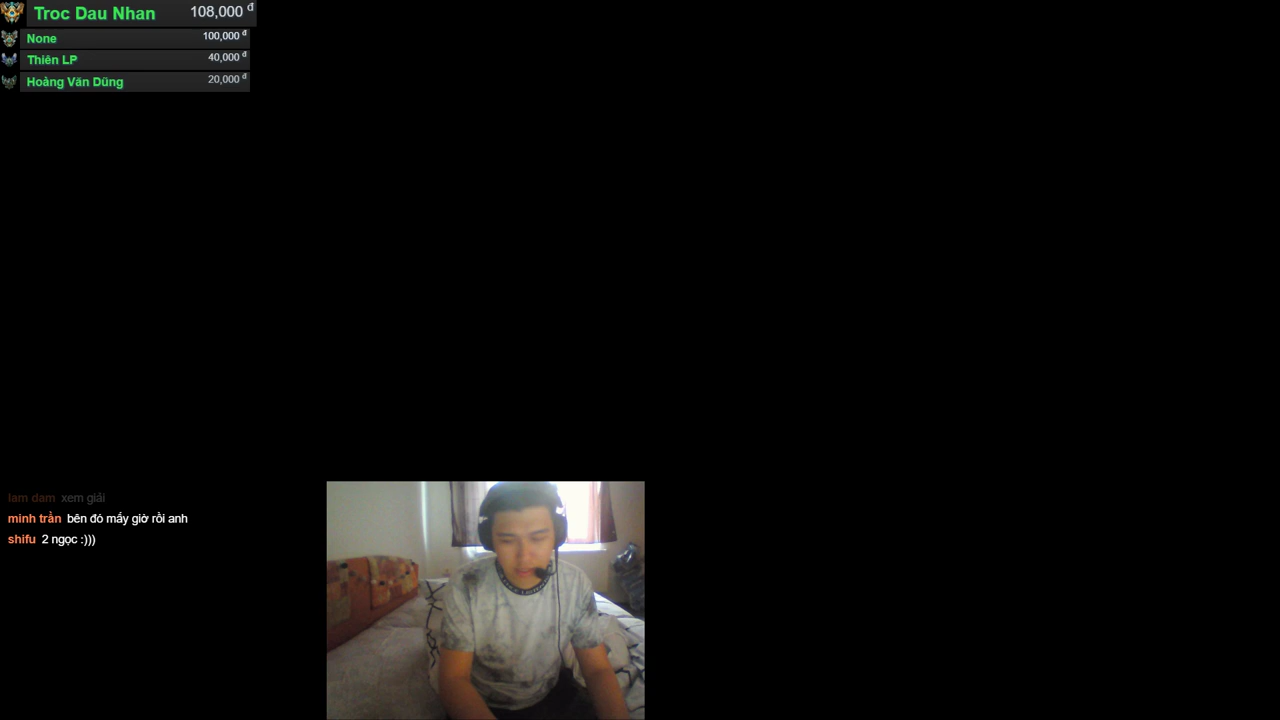 Troc Dau Nhan 108,000 đ
None 100,000 đ
Thiên LP 40,000 đ
Hoàng Văn Dũng 20,000 đ
lam dam xem giải
minh trần bên đó mấy giờ rồi anh
shifu 2 ngọc :)))